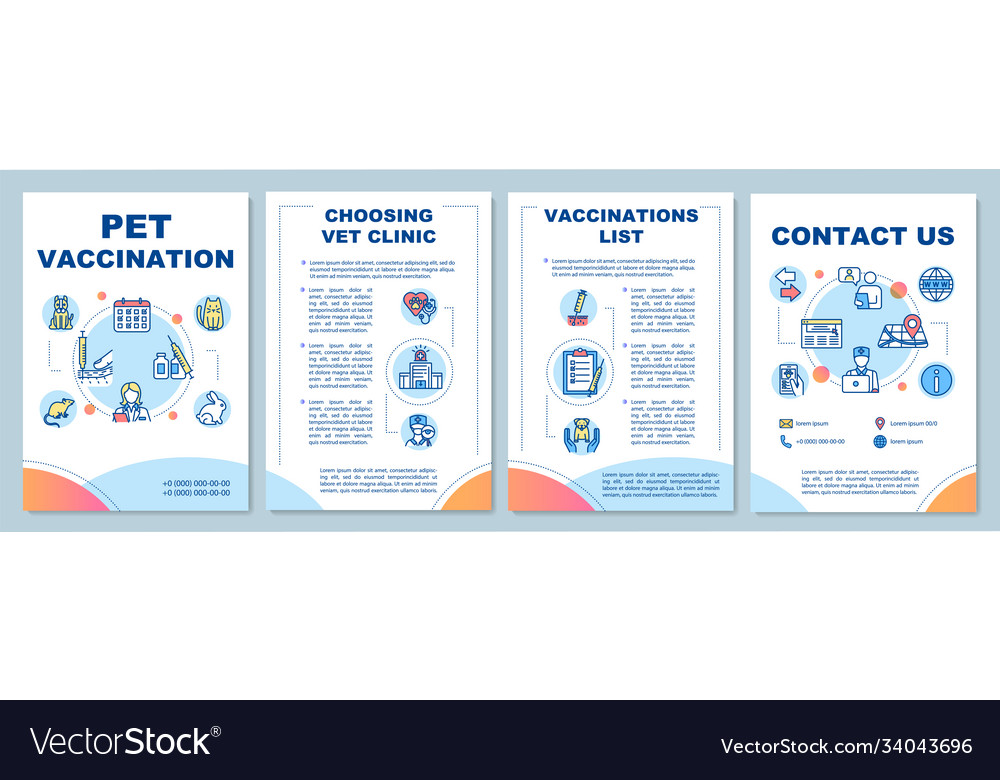 PET
VACCINATION
+0 (000) 000-00-00
+0 (000) 000-00-00
CHOOSING
VET CLINIC
Lorem ipsum dolor sit amet, consectetur adipiscing elit, sed do
eiusmod temporincididunt ut labore et dolore magna aliqua.
Ut enim ad minim veniam, quis nostrud exercitation.
Lorem ipsum dolor sit
amet, consectetur adipisc-
ing elit, sed do eiusmod
temporincididunt ut labore
et dolore magna aliqua. Ut
enim ad minim veniam,
quis nostrud exercitation.
Lorem ipsum dolor sit
amet, consectetur adipisc-
ing elit, sed do eiusmod
temporincididunt ut labore
et dolore magna aliqua. Ut
enim ad minim veniam,
quis nostrud exercitation.
Lorem ipsum dolor sit
amet, consectetur adipisc-
ing elit, sed do eiusmod
temporincididunt ut labore
et dolore magna aliqua. Ut
enim ad minim veniam,
quis nostrud exercitation.
Lorem ipsum dolor sit amet, consectetur
adipiscing elit, sed do eiusmod temporincididunt ut
labore et dolore magna aliqua. Ut enim ad minim veniam,
quis nostrud exercitation ullamco laboris.
VACCINATIONS
LIST
Lorem ipsum dolor sit amet, consectetur adipiscing elit, sed do
eiusmod temporincididunt ut labore et dolore magna aliqua.
Ut enim ad minim veniam, quis nostrud exercitation.
Lorem ipsum dolor sit
amet, consectetur adipisc-
ing elit, sed do eiusmod
temporincididunt ut labore
et dolore magna aliqua. Ut
enim ad minim veniam,
quis nostrud exercitation.
Lorem ipsum dolor sit
amet, consectetur adipisc-
ing elit, sed do eiusmod
temporincididunt ut labore
et dolore magna aliqua. Ut
enim ad minim veniam,
quis nostrud exercitation.
Lorem ipsum dolor sit
amet, consectetur adipisc-
ing elit, sed do eiusmod
temporincididunt ut labore
et dolore magna aliqua. Ut
enim ad minim veniam,
quis nostrud exercitation.
Lorem ipsum dolor sit amet, consectetur
adipiscing elit, sed do eiusmod temporincididunt ut
labore et dolore magna aliqua. Ut enim ad minim veniam,
quis nostrud exercitation ullamco laboris.
CONTACT US
WWW
lorem ipsum
Lorem ipsum 00/0
+0 (000) 000-00-00
lorem ipsum
Lorem ipsum dolor sit amet, consectetur
adipiscing elit, sed do eiusmod temporincididunt ut
labore et dolore magna aliqua. Ut enim ad minim veniam,
quis nostrud exercitation ullamco laboris.
VectorStock®
VectorStock.com/34043696